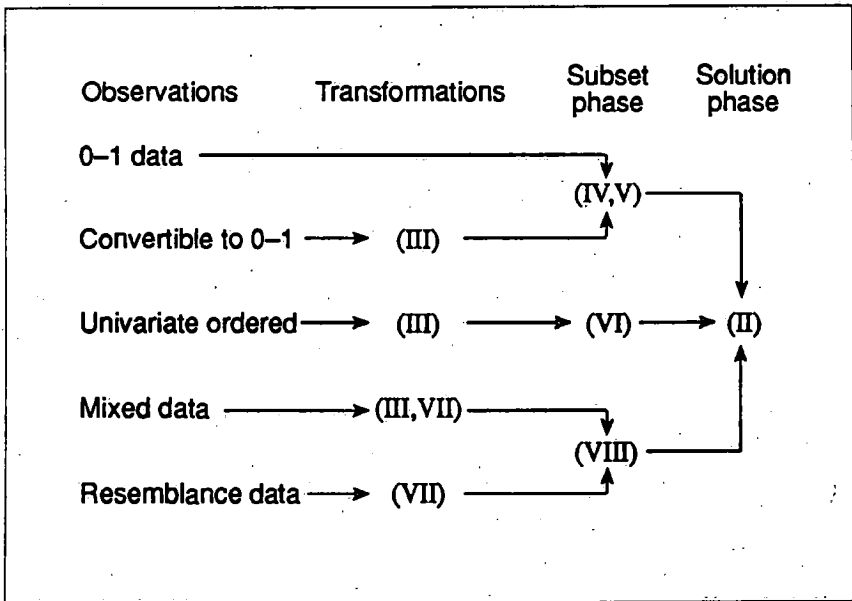 Observations Transformations Subset phase Solution phase
0–1 data
(IV,V)
Convertible to 0–1 (III)
Univariate ordered (III) (VI) (II)
Mixed data (III,VII)
(VIII)
Resemblance data (VII)